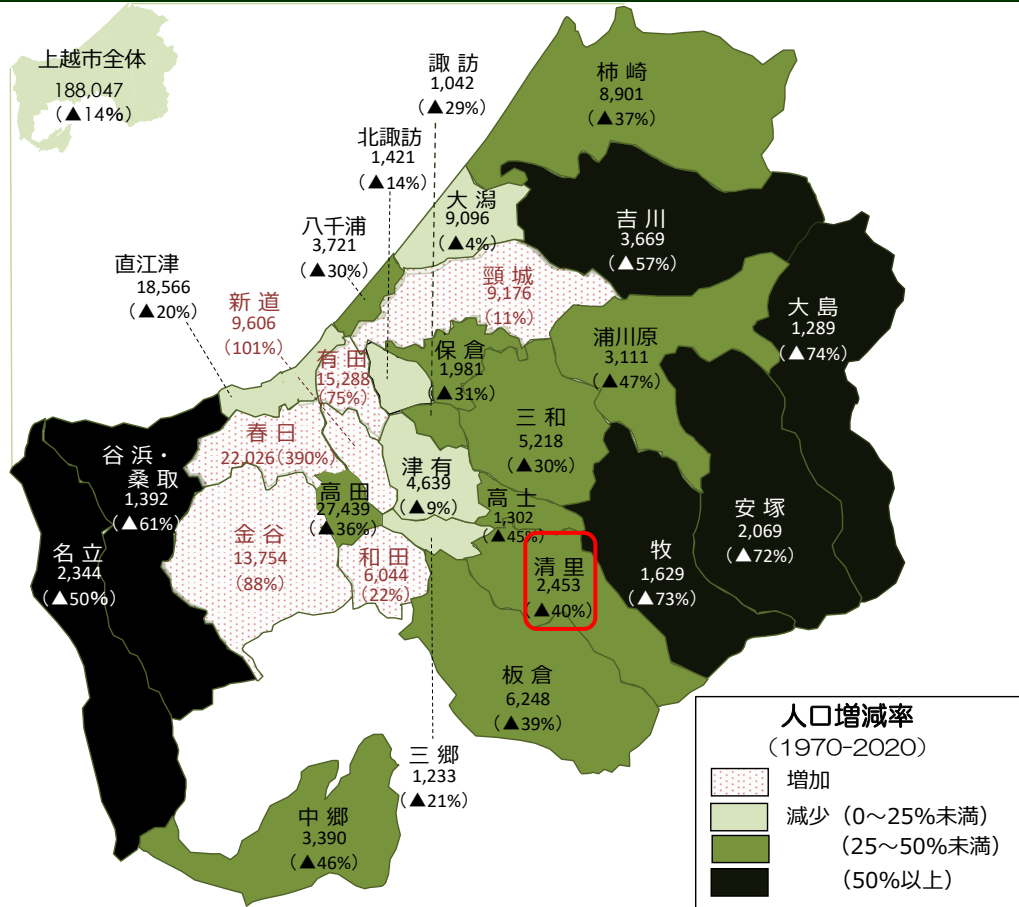 上越市全体
188,047
(▲14%)
諏訪
1,042
(▲29%)
柿崎
8,901
(▲37%)
北諏訪
1,421
(▲14%)
大潟
9,096
(▲4%)
吉川
3,669
(▲57%)
八千浦
3,721
(▲30%)
頸城
9,176
(11%)
直江津
18,566
(▲20%)
新道
9,606
(101%)
大島
1,289
(▲74%)
有田
15,288
(75%)
保倉
1,981
(▲31%)
浦川原
3,111
(▲47%)
三和
5,218
(▲30%)
春日
22,026(390%)
谷浜・
桑取
1,392
(▲61%)
津有
4,639
(▲9%)
高田
27,439
(▲36%)
高士
1,302
(▲45%)
安塚
2,069
(▲72%)
金谷
13,754
(88%)
名立
2,344
(▲50%)
和田
6,044
(22%)
清里
2,453
(▲40%)
牧
1,629
(▲73%)
板倉
6,248
(▲39%)
三郷
1,233
(▲21%)
中郷
3,390
(▲46%)
人口増減率
(1970-2020)
増加
減少(0～25%未満)
(25～50%未満)
(50%以上)